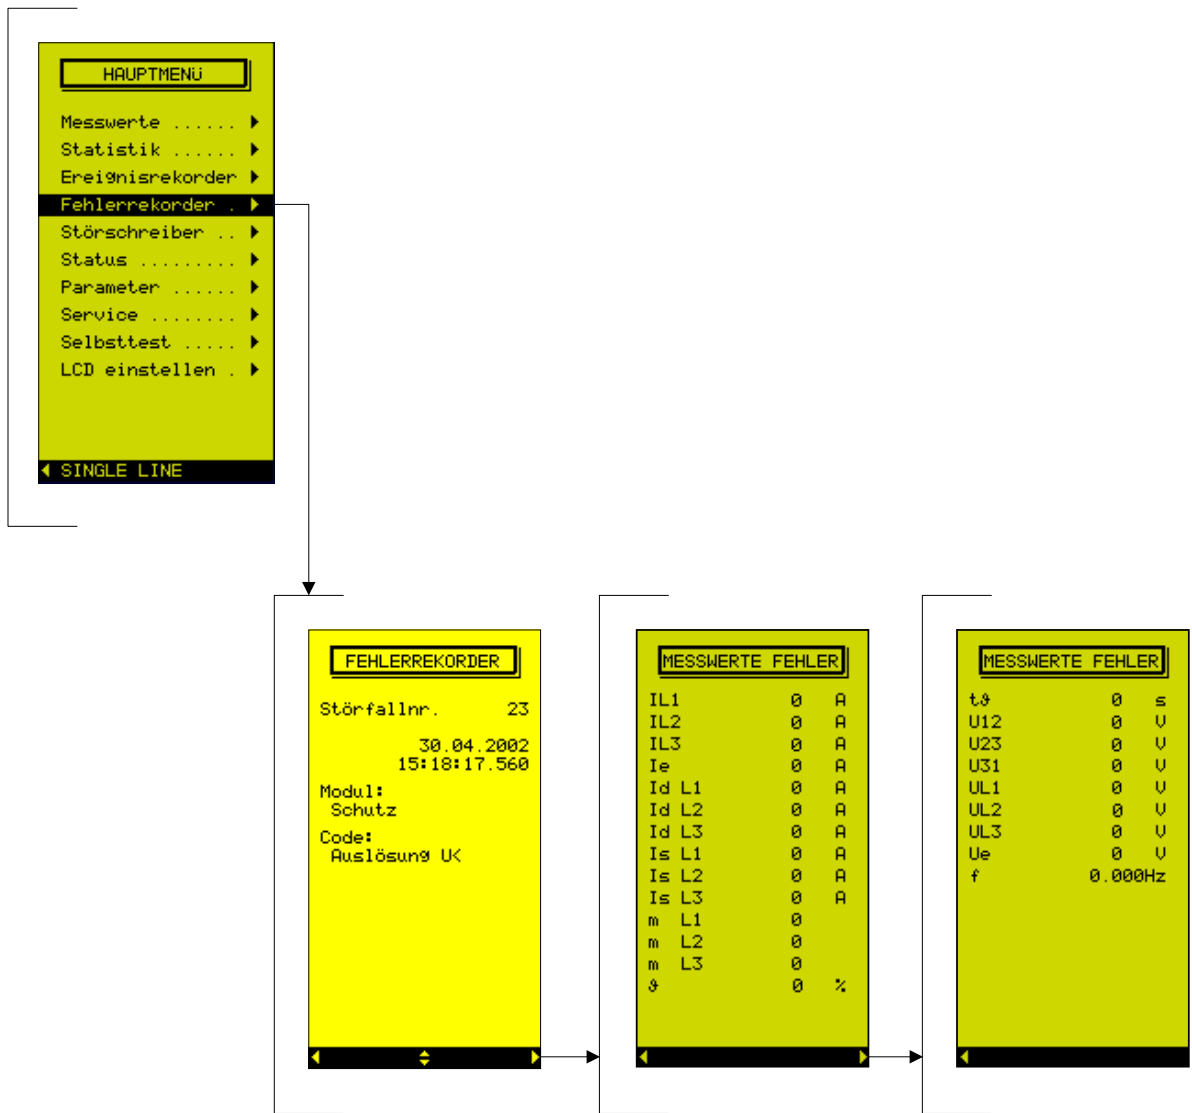 HAUPTMENü
Messwerte ......
Statistik ......
Ereignisrekorder
Fehlerrekorder .
Störschreiber ..
Status .........
Parameter ......
Service ........
Selbsttest .....
LCD einstellen .
SINGLE LINE
FEHLERREKORDER
Störfallnr. 23
30.04.2002
15:18:17.560
Modul:
Schutz
Code:
Auslösung U<
MESSWERTE FEHLER
IL1 0 A
IL2 0 A
IL3 0 A
Ie 0 A
Id L1 0 A
Id L2 0 A
Id L3 0 A
Is L1 0 A
Is L2 0 A
Is L3 0 A
m L1 0
m L2 0
m L3 0
ϑ 0 %
MESSWERTE FEHLER
tϑ 0 s
U12 0 V
U23 0 V
U31 0 V
UL1 0 V
UL2 0 V
UL3 0 V
Ue 0 V
f 0.000Hz